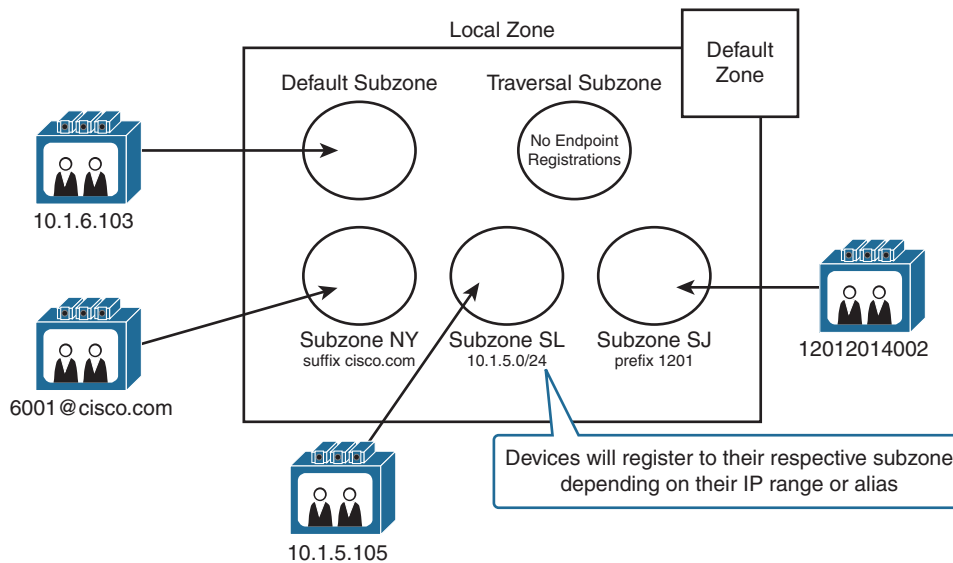 Local Zone
Default
Zone
Default Subzone
Traversal Subzone
No Endpoint
Registrations
10.1.6.103
Subzone NY
suffix cisco.com
Subzone SL
10.1.5.0/24
Subzone SJ
prefix 1201
12012014002
6001@cisco.com
Devices will register to their respective subzone
depending on their IP range or alias
10.1.5.105